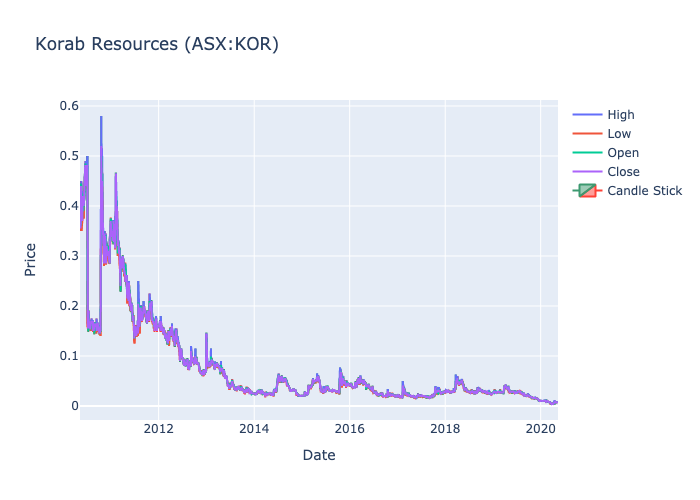 Korab Resources (ASX:KOR)
0.6
0.5
0.4
0.3
0.2
0.1
0
Price
2012
2014
2016
2018
2020
Date
High
Low
Open
Close
Candle Stick